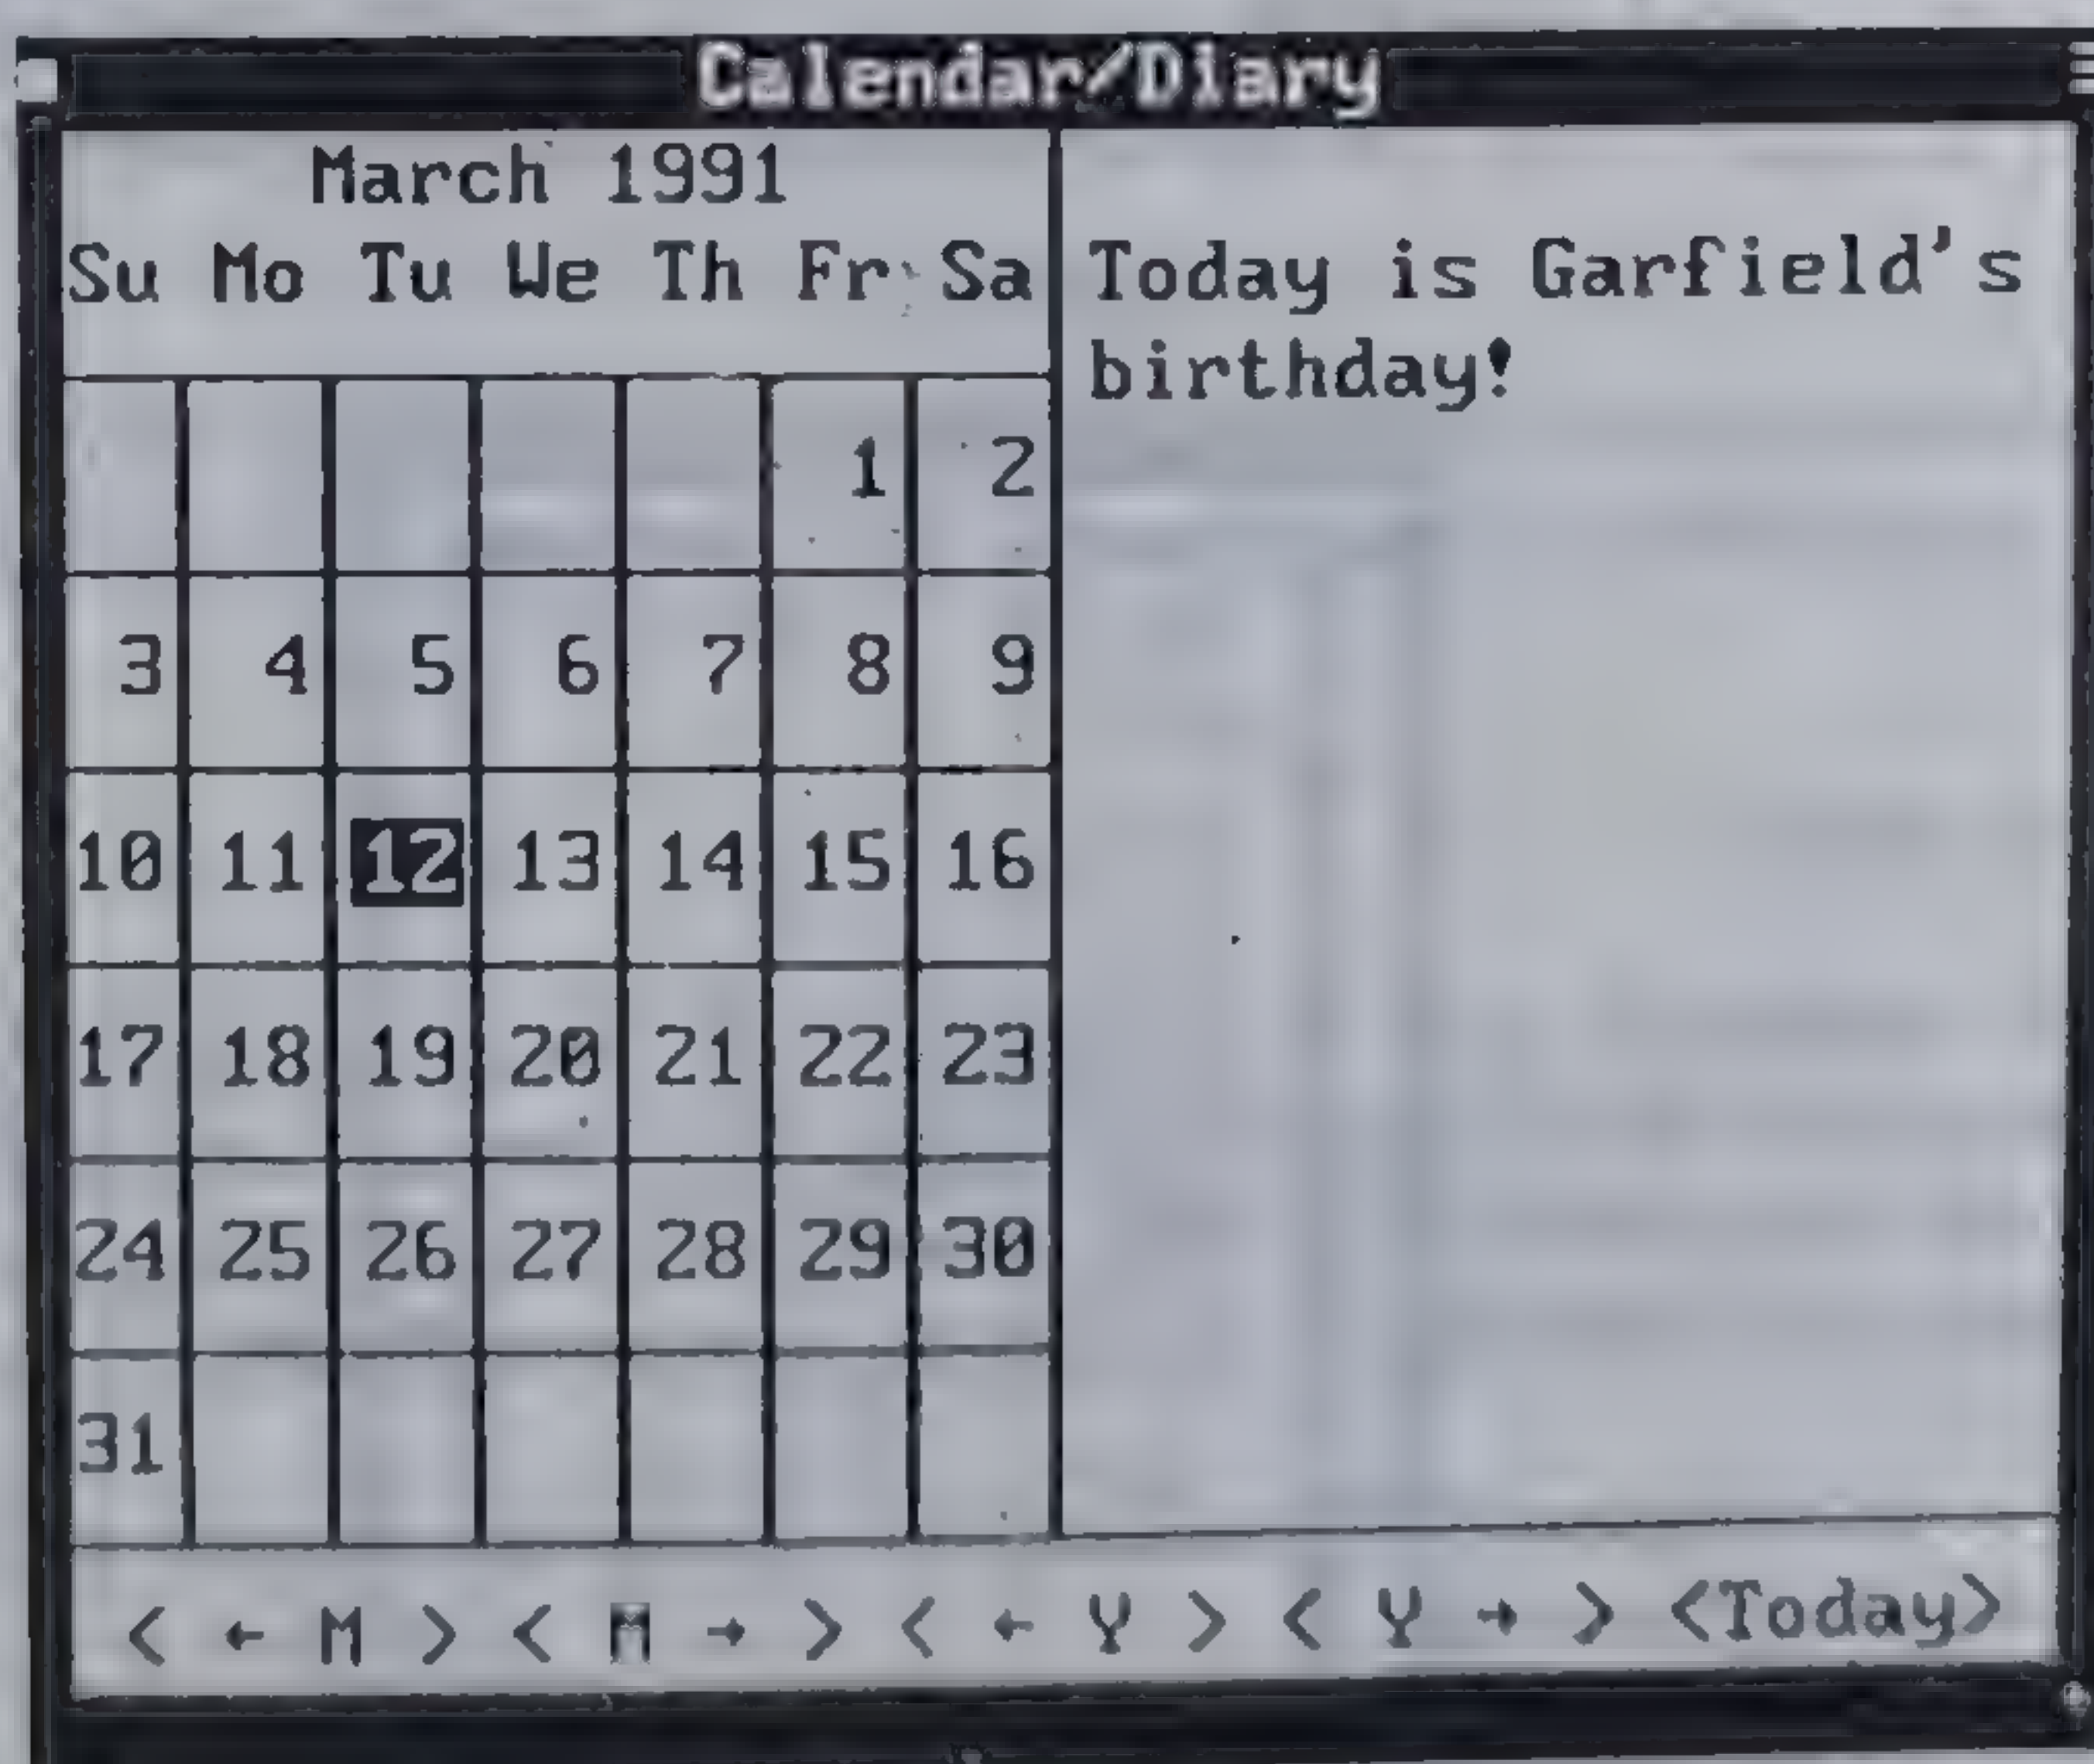 Calendar/Diary
March 1991
Su Mo Tu We Th Fr Sa
1 2
3 4 5 6 7 8 9
10 11 12 13 14 15 16
17 18 19 20 21 22 23
24 25 26 27 28 29 30
31
Today is Garfield's
birthday!
< ← M > < M → > < ← Y > < Y → > <Today>